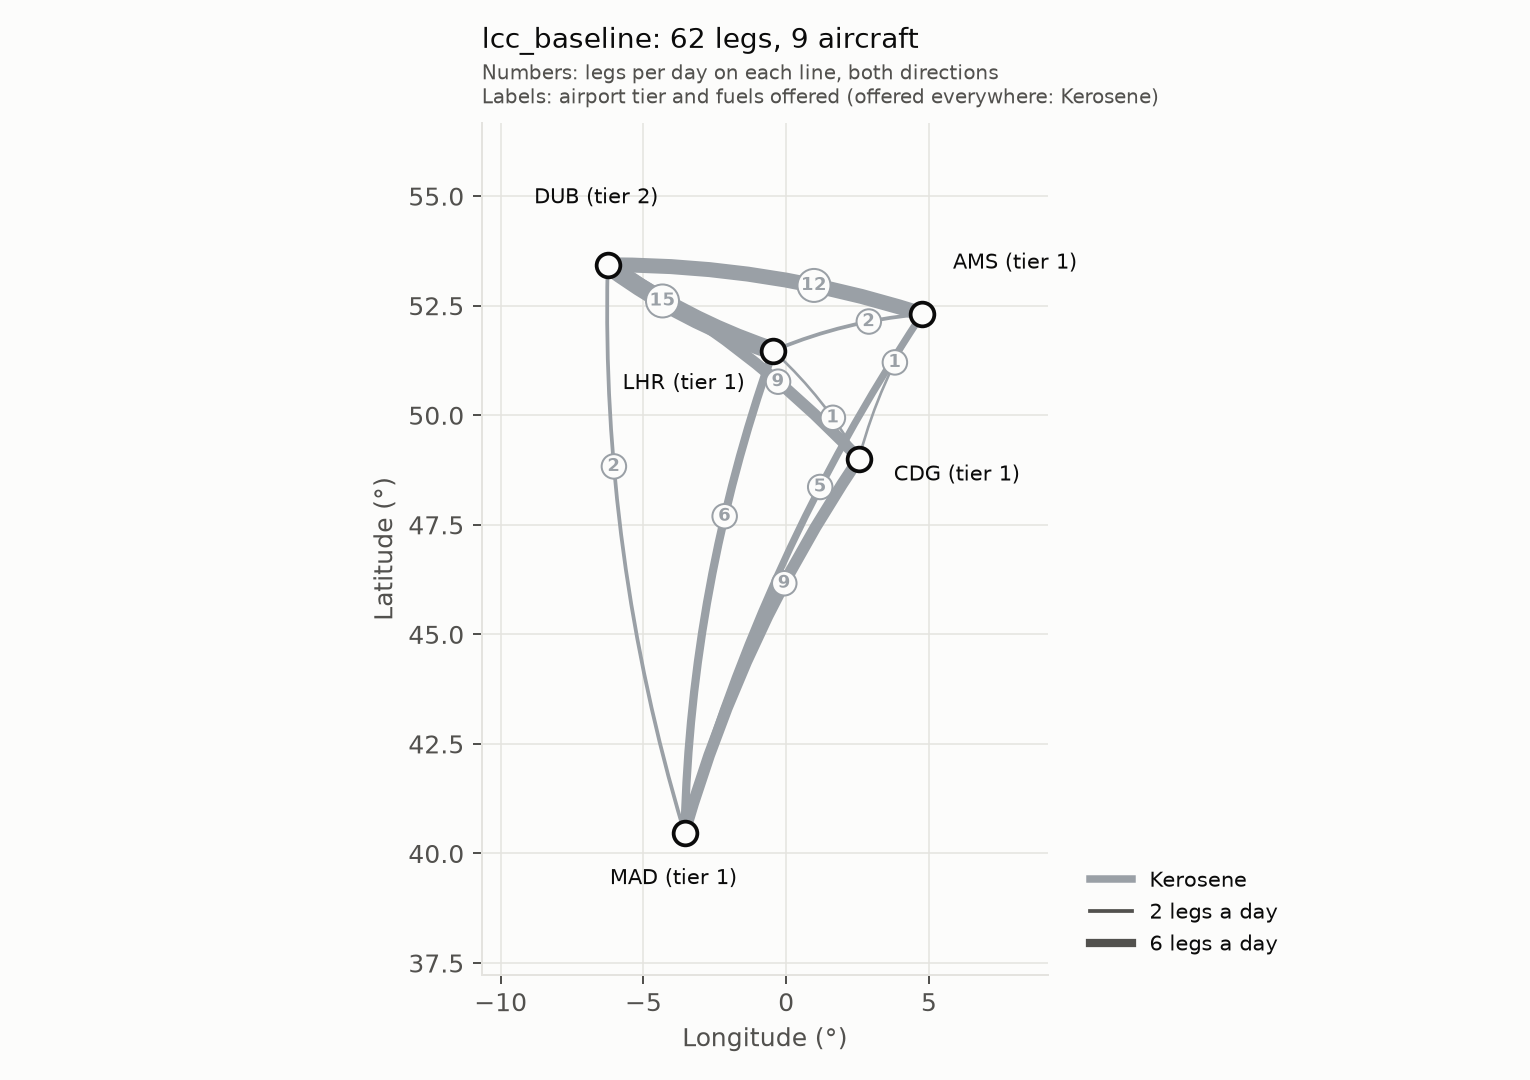 lcc_baseline: 62 legs, 9 aircraft
Numbers: legs per day on each line, both directions
Labels: airport tier and fuels offered (offered everywhere: Kerosene)
55.0
DUB (tier 2)
AMS (tier 1)
12
15
52.5
2
1
LHR (tier 1)
9
50.0
1
2
CDG (tier 1)
5
6
47.5
Latitude (°)
9
45.0
42.5
40.0
MAD (tier 1)
Kerosene
2 legs a day
6 legs a day
37.5
−10
−5
0
5
Longitude (°)